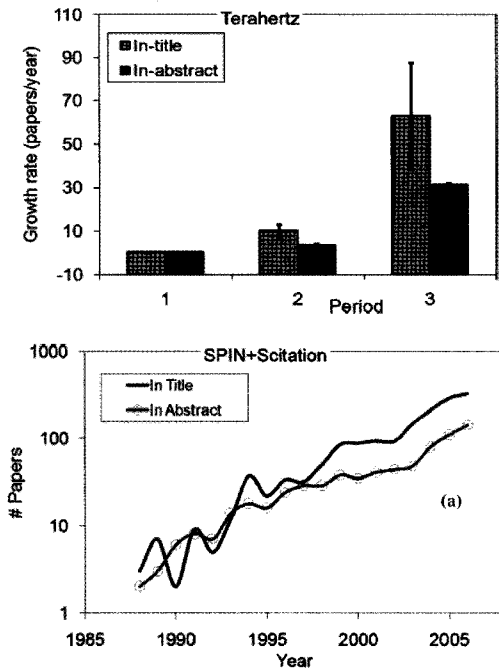 Terahertz
110
90
70
50
30
10
-10
Growth rate (papers/year)
In-title
In-abstract
1
2
3
Period
SPIN+Scitation
1000
100
10
1
# Papers
In Title
In Abstract
(a)
1985
1990
1995
2000
2005
Year